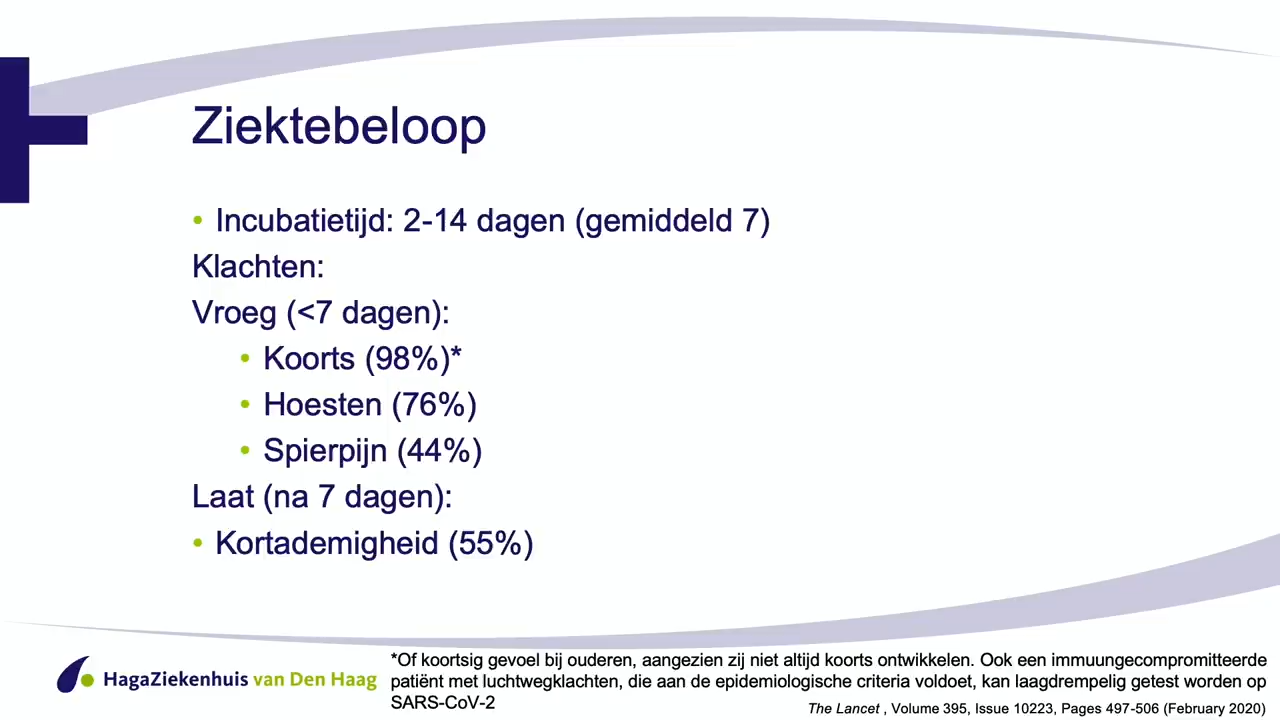 Ziektebeloop
• Incubatietijd: 2-14 dagen (gemiddeld 7)
Klachten:
Vroeg (<7 dagen):
• Koorts (98%)*
• Hoesten (76%)
• Spierpijn (44%)
Laat (na 7 dagen):
• Kortademigheid (55%)
HagaZiekenhuis van Den Haag
*Of koortsig gevoel bij ouderen, aangezien zij niet altijd koorts ontwikkelen. Ook een immuungecompromitteerde
patiënt met luchtwegklachten, die aan de epidemiologische criteria voldoet, kan laagdrempelig getest worden op
SARS-CoV-2
The Lancet , Volume 395, Issue 10223, Pages 497-506 (February 2020)